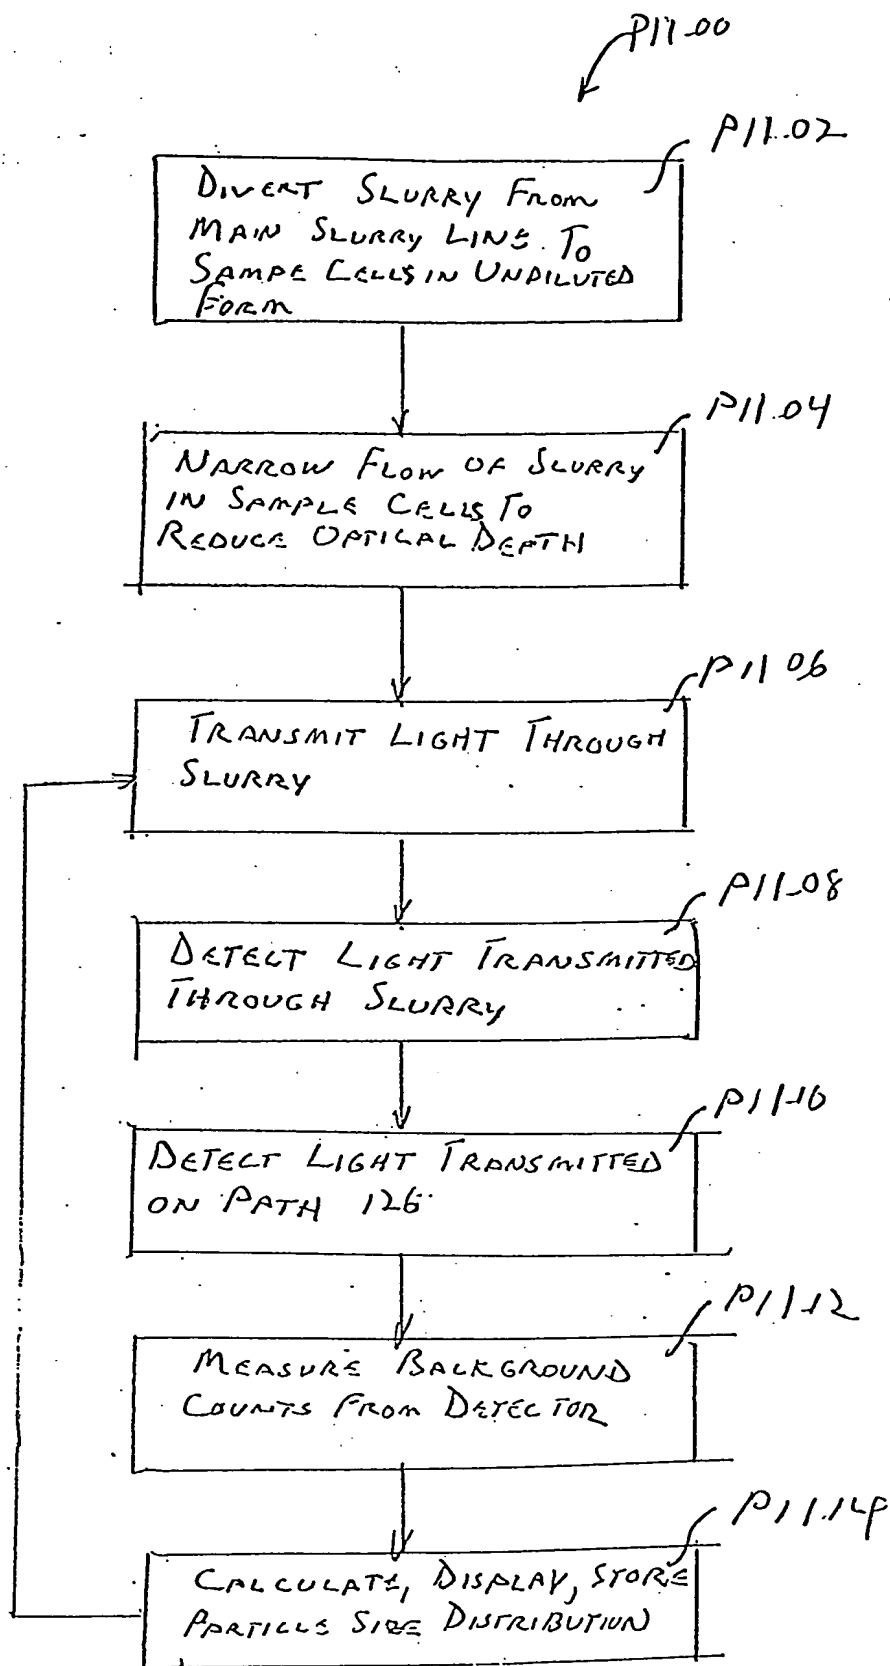 P11.00
P11.02
DIVERT SLURRY FROM
MAIN SLURRY LINE TO
SAMPE CELLS IN UNDILUTED
FORM
P11.04
NARROW FLOW OF SLURRY
IN SAMPLE CELLS TO
REDUCE OPTICAL DEPTH
P11.06
TRANSMIT LIGHT THROUGH
SLURRY
P11.08
DETECT LIGHT TRANSMITTED
THROUGH SLURRY
P11.10
DETECT LIGHT TRANSMITTED
ON PATH 126
P11.12
MEASURE BACKGROUND
COUNTS FROM DETECTOR
P11.14
CALCULATE, DISPLAY, STORE
PARTICLE SIZE DISTRIBUTION